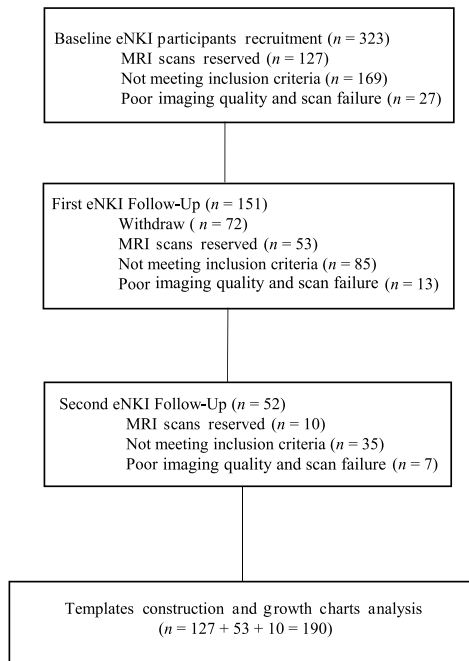 Baseline eNKI participants recruitment (n = 323)
MRI scans reserved (n = 127)
Not meeting inclusion criteria (n = 169)
Poor imaging quality and scan failure (n = 27)
First eNKI Follow-Up (n = 151)
Withdraw ( n = 72)
MRI scans reserved (n = 53)
Not meeting inclusion criteria (n = 85)
Poor imaging quality and scan failure (n = 13)
Second eNKI Follow-Up (n = 52)
MRI scans reserved (n = 10)
Not meeting inclusion criteria (n = 35)
Poor imaging quality and scan failure (n = 7)
Templates construction and growth charts analysis
(n = 127 + 53 + 10 = 190)